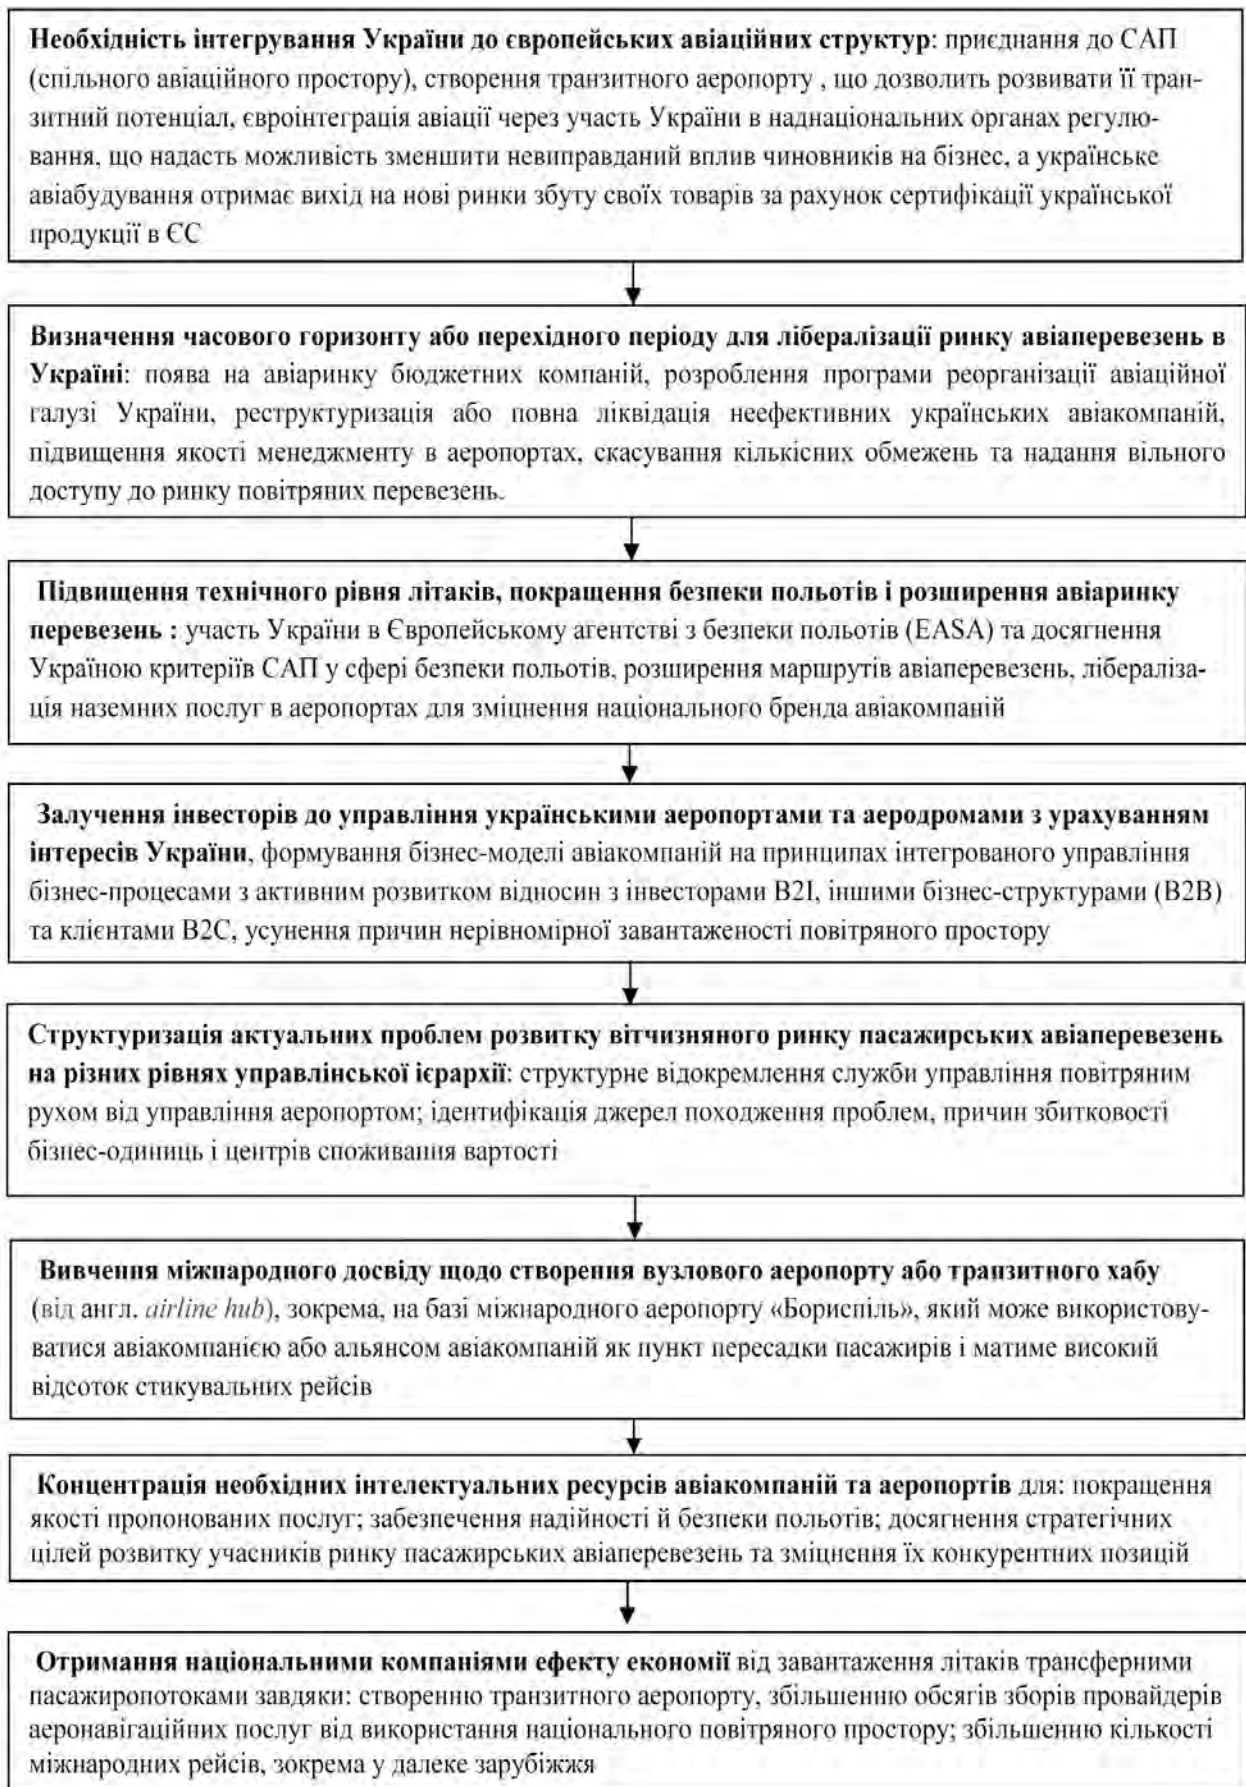 Необхідність інтегрування України до європейських авіаційних структур: приєднання до САП
(спільного авіаційного простору), створення транзитного аеропорту , що дозволить розвивати її тран-
зитний потенціал, євроінтеграція авіації через участь України в наднаціональних органах регулю-
вання, що надасть можливість зменшити невиправданий вплив чиновників на бізнес, а українське
авіабудування отримає вихід на нові ринки збуту своїх товарів за рахунок сертифікації української
продукції в ЄС
Визначення часового горизонту або перехідного періоду для лібералізації ринку авіаперевезень в
Україні: поява на авіаринку бюджетних компаній, розроблення програми реорганізації авіаційної
галузі України, реструктуризація або повна ліквідація неефективних українських авіакомпаній,
підвищення якості менеджменту в аеропортах, скасування кількісних обмежень та надання вільного
доступу до ринку повітряних перевезень.
Підвищення технічного рівня літаків, покращення безпеки польотів і розширення авіаринку
перевезень : участь України в Європейському агентстві з безпеки польотів (EASA) та досягнення
Україною критеріїв САП у сфері безпеки польотів, розширення маршрутів авіаперевезень, лібераліза-
ція наземних послуг в аеропортах для зміцнення національного бренда авіакомпаній
Залучення інвесторів до управління українськими аеропортами та аеродромами з урахуванням
інтересів України, формування бізнес-моделі авіакомпаній на принципах інтегрованого управління
бізнес-процесами з активним розвитком відносин з інвесторами B2I, іншими бізнес-структурами (B2B)
та клієнтами B2C, усунення причин нерівномірної завантаженості повітряного простору
Структуризація актуальних проблем розвитку вітчизняного ринку пасажирських авіаперевезень
на різних рівнях управлінської ієрархії: структурне відокремлення служби управління повітряним
рухом від управління аеропортом; ідентифікація джерел походження проблем, причин збитковості
бізнес-одиниць і центрів споживання вартості
Вивчення міжнародного досвіду щодо створення вузлового аеропорту або транзитного хабу
(від англ. airline hub), зокрема, на базі міжнародного аеропорту «Бориспіль», який може використову-
ватися авіакомпанією або альянсом авіакомпаній як пункт пересадки пасажирів і матиме високий
відсоток стикувальних рейсів
Концентрація необхідних інтелектуальних ресурсів авіакомпаній та аеропортів для: покращення
якості пропонованих послуг; забезпечення надійності й безпеки польотів; досягнення стратегічних
цілей розвитку учасників ринку пасажирських авіаперевезень та зміцнення їх конкурентних позицій
Отримання національними компаніями ефекту економії від завантаження літаків трансферними
пасажиропотоками завдяки: створенню транзитного аеропорту, збільшенню обсягів зборів провайдерів
аеронавігаційних послуг від використання національного повітряного простору; збільшенню кількості
міжнародних рейсів, зокрема у далеке зарубіжжя